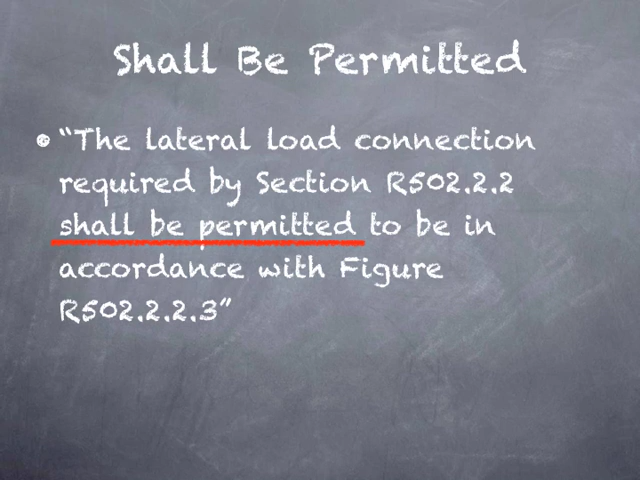 Shall Be Permitted
• “The lateral load connection
required by Section R502.2.2
shall be permitted to be in
accordance with Figure
R502.2.2.3”